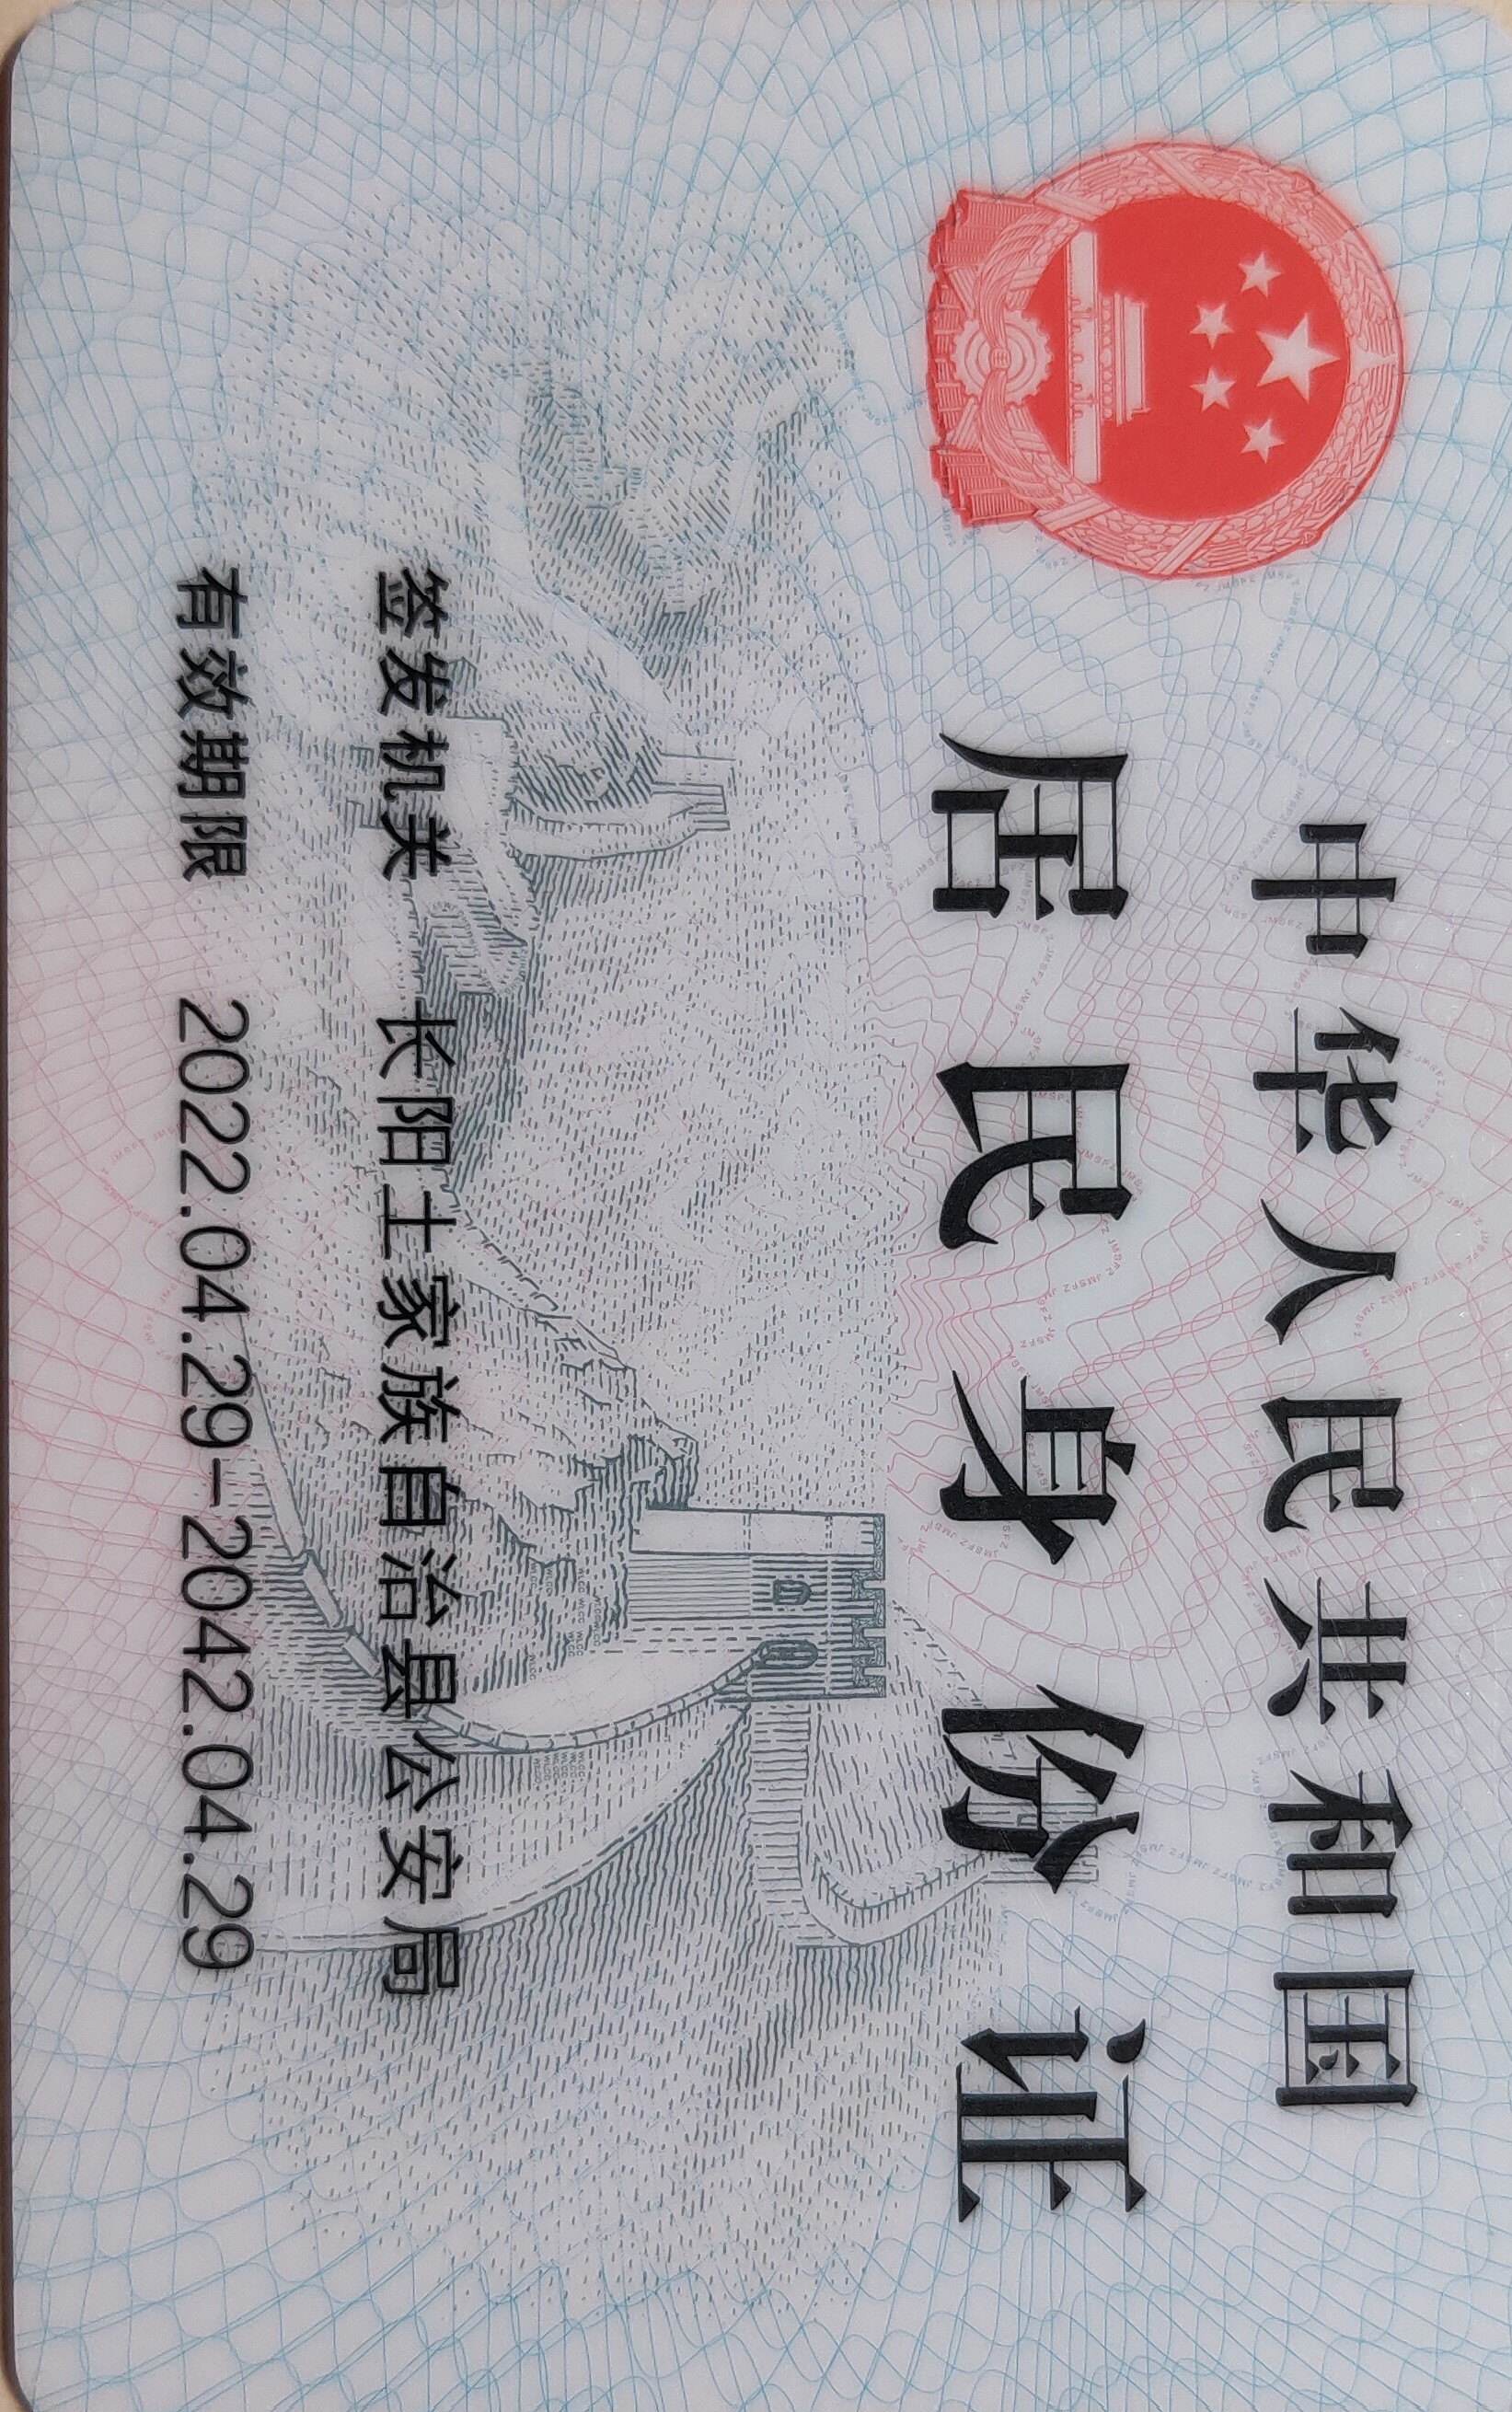 中华人民共和国
居民身份证
签发机关 长阳土家族自治县公安局
有效期限 2022.04.29-2042.04.29